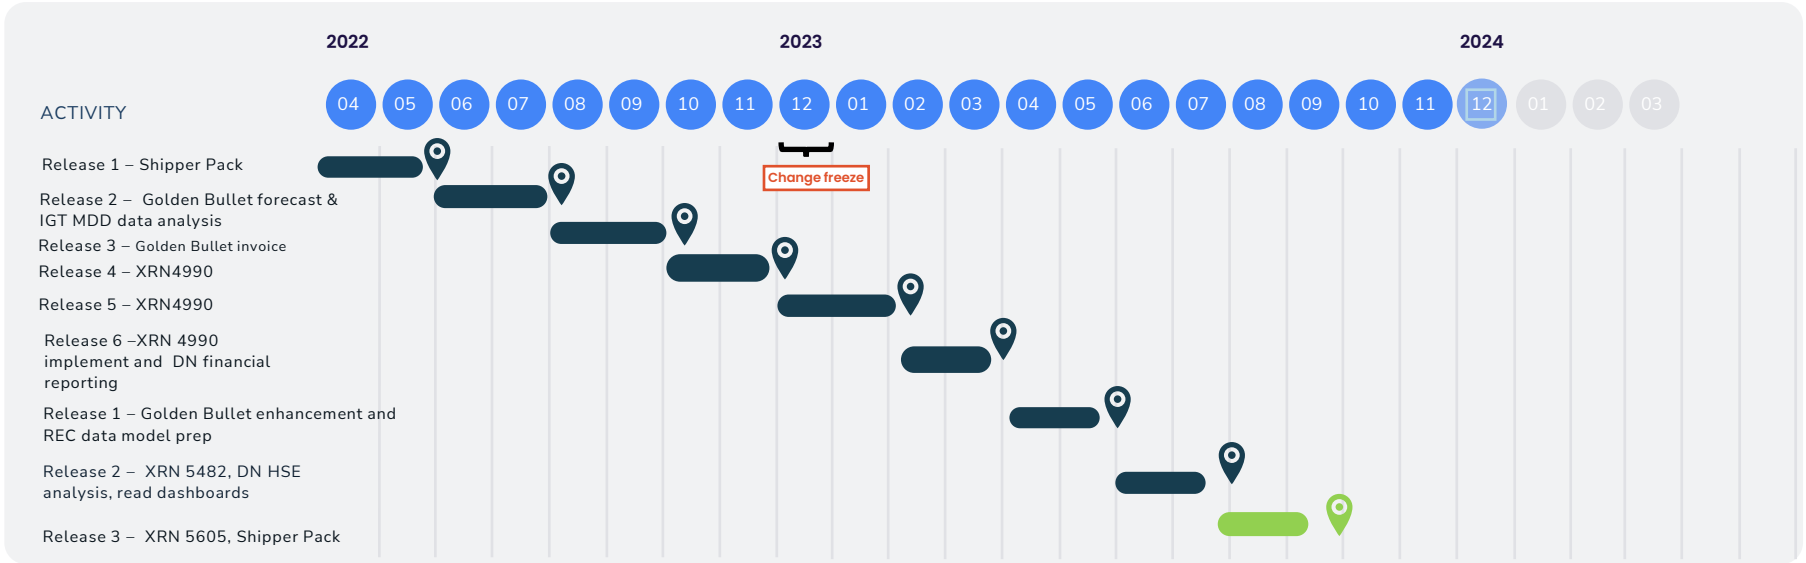 2022 2023 2024
ACTIVITY 04 05 06 07 08 09 10 11 12 01 02 03 04 05 06 07 08 09 10 11 12 01 02 03
Release 1 – Shipper Pack
Change freeze
Release 2 – Golden Bullet forecast &
IGT MDD data analysis
Release 3 – Golden Bullet invoice
Release 4 – XRN4990
Release 5 – XRN4990
Release 6 –XRN 4990
implement and DN financial
reporting
Release 1 – Golden Bullet enhancement and
REC data model prep
Release 2 – XRN 5482, DN HSE
analysis, read dashboards
Release 3 – XRN 5605, Shipper Pack